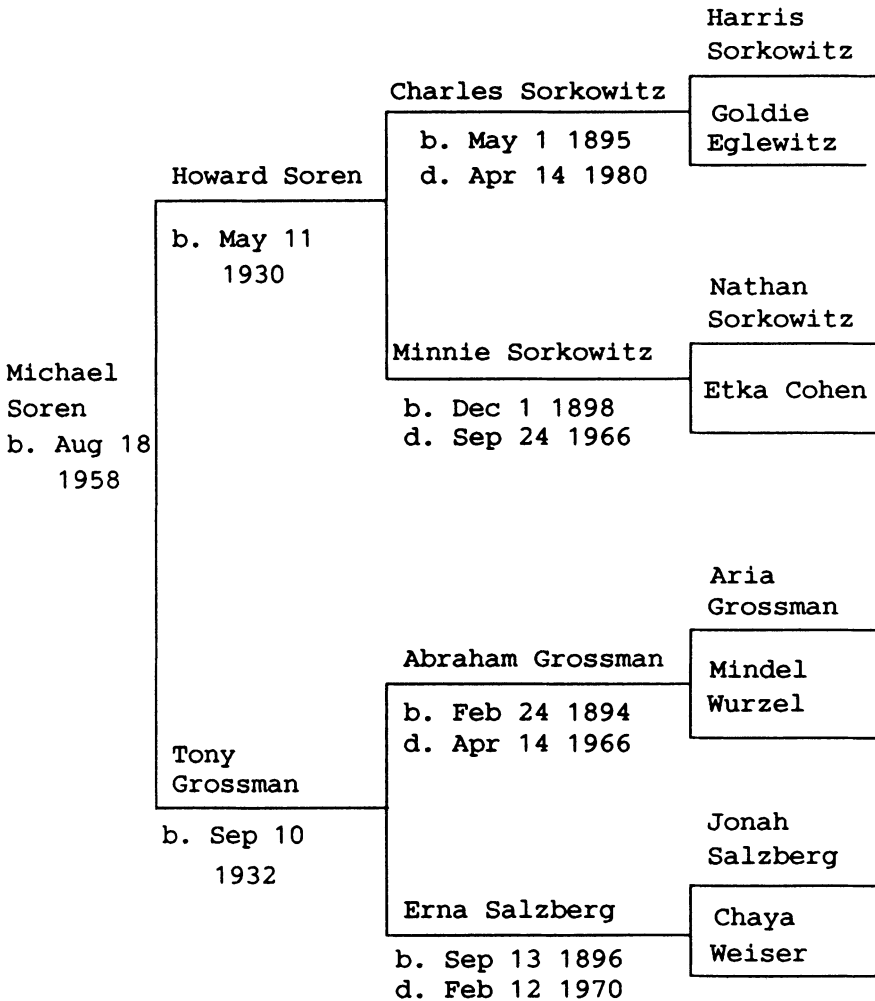 Harris
Sorkowitz
Charles Sorkowitz
Goldie
Eglewitz
b. May 1 1895
d. Apr 14 1980
Howard Soren
b. May 11
1930
Nathan
Sorkowitz
Minnie Sorkowitz
Etka Cohen
b. Dec 1 1898
d. Sep 24 1966
Michael
Soren
b. Aug 18
1958
Aria
Grossman
Abraham Grossman
Mindel
Wurzel
b. Feb 24 1894
d. Apr 14 1966
Tony
Grossman
b. Sep 10
1932
Jonah
Salzberg
Erna Salzberg
Chaya
Weiser
b. Sep 13 1896
d. Feb 12 1970